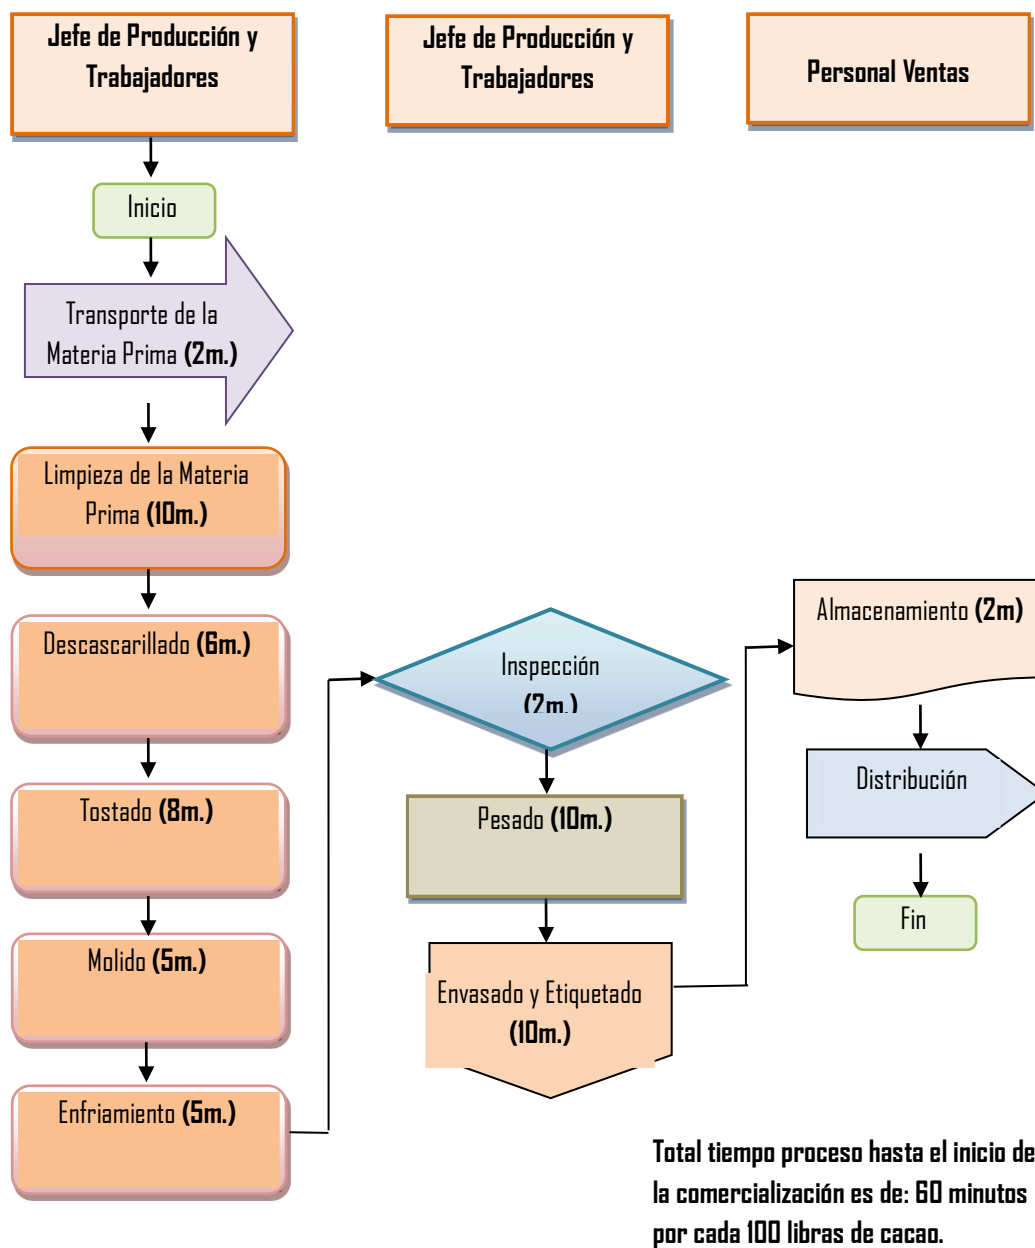 Jefe de Producción y
Trabajadores
Jefe de Producción y
Trabajadores
Personal Ventas
Inicio
Transporte de la
Materia Prima (2m.)
Limpieza de la Materia
Prima (10m.)
Descascarillado (6m.)
Tostado (8m.)
Molido (5m.)
Enfriamiento (5m.)
Inspección
(2m.)
Pesado (10m.)
Envasado y Etiquetado
(10m.)
Almacenamiento (2m)
Distribución
Fin
Total tiempo proceso hasta el inicio de
la comercialización es de: 60 minutos
por cada 100 libras de cacao.